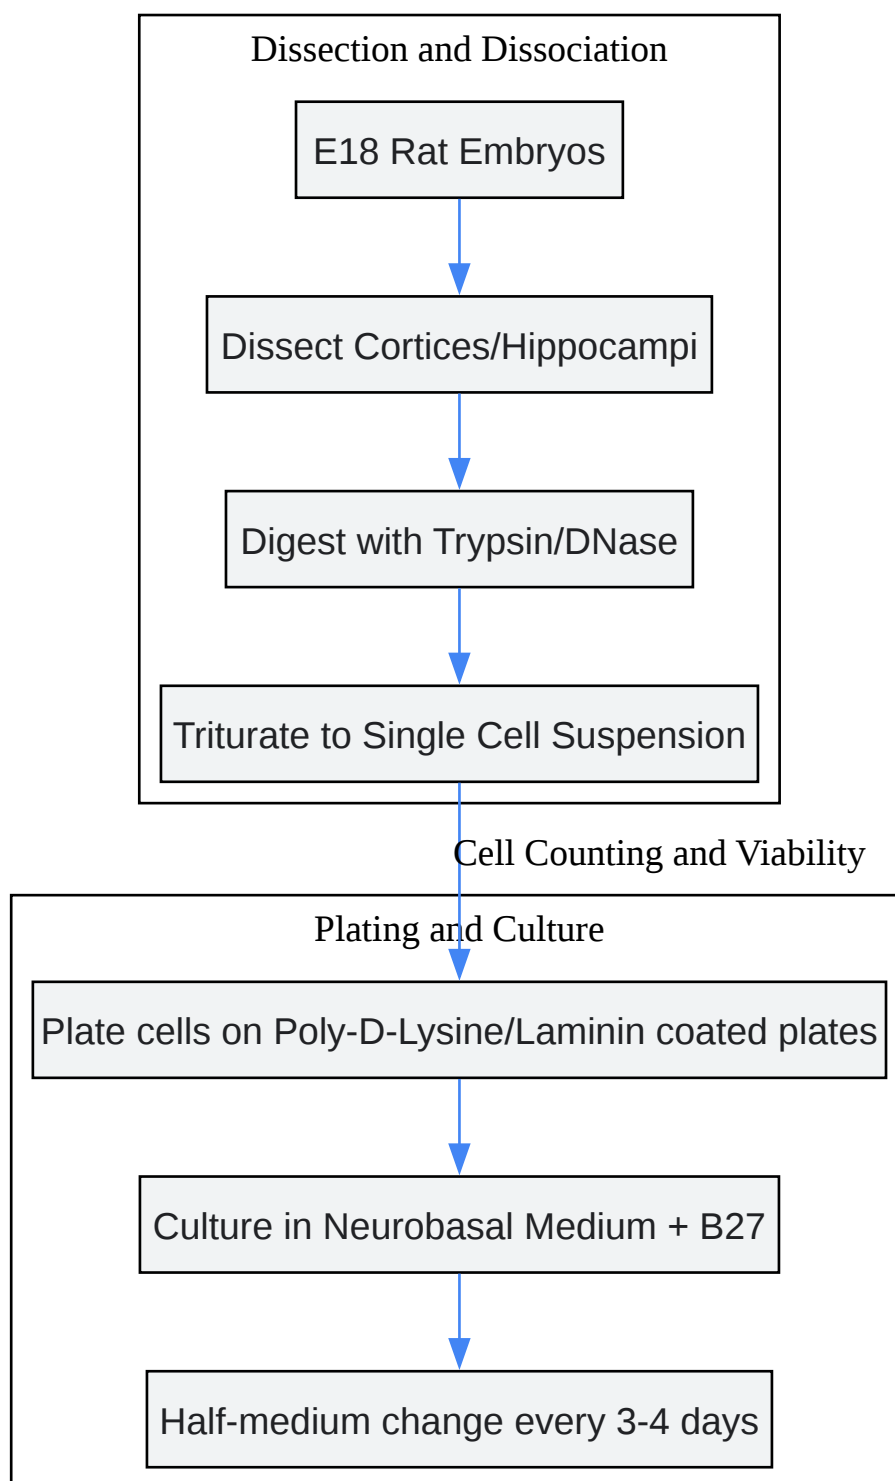 Dissection and Dissociation
E18 Rat Embryos
Dissect Cortices/Hippocampi
Digest with Trypsin/DNase
Triturate to Single Cell Suspension
Cell Counting and Viability
Plating and Culture
Plate cells on Poly-D-Lysine/Laminin coated plates
Culture in Neurobasal Medium + B27
Half-medium change every 3-4 days